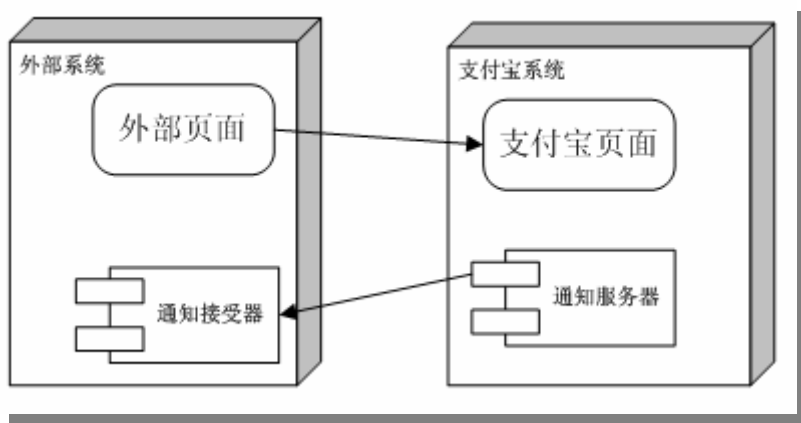 外部系统
支付宝系统
外部页面
支付宝页面
通知接受器
通知服务器